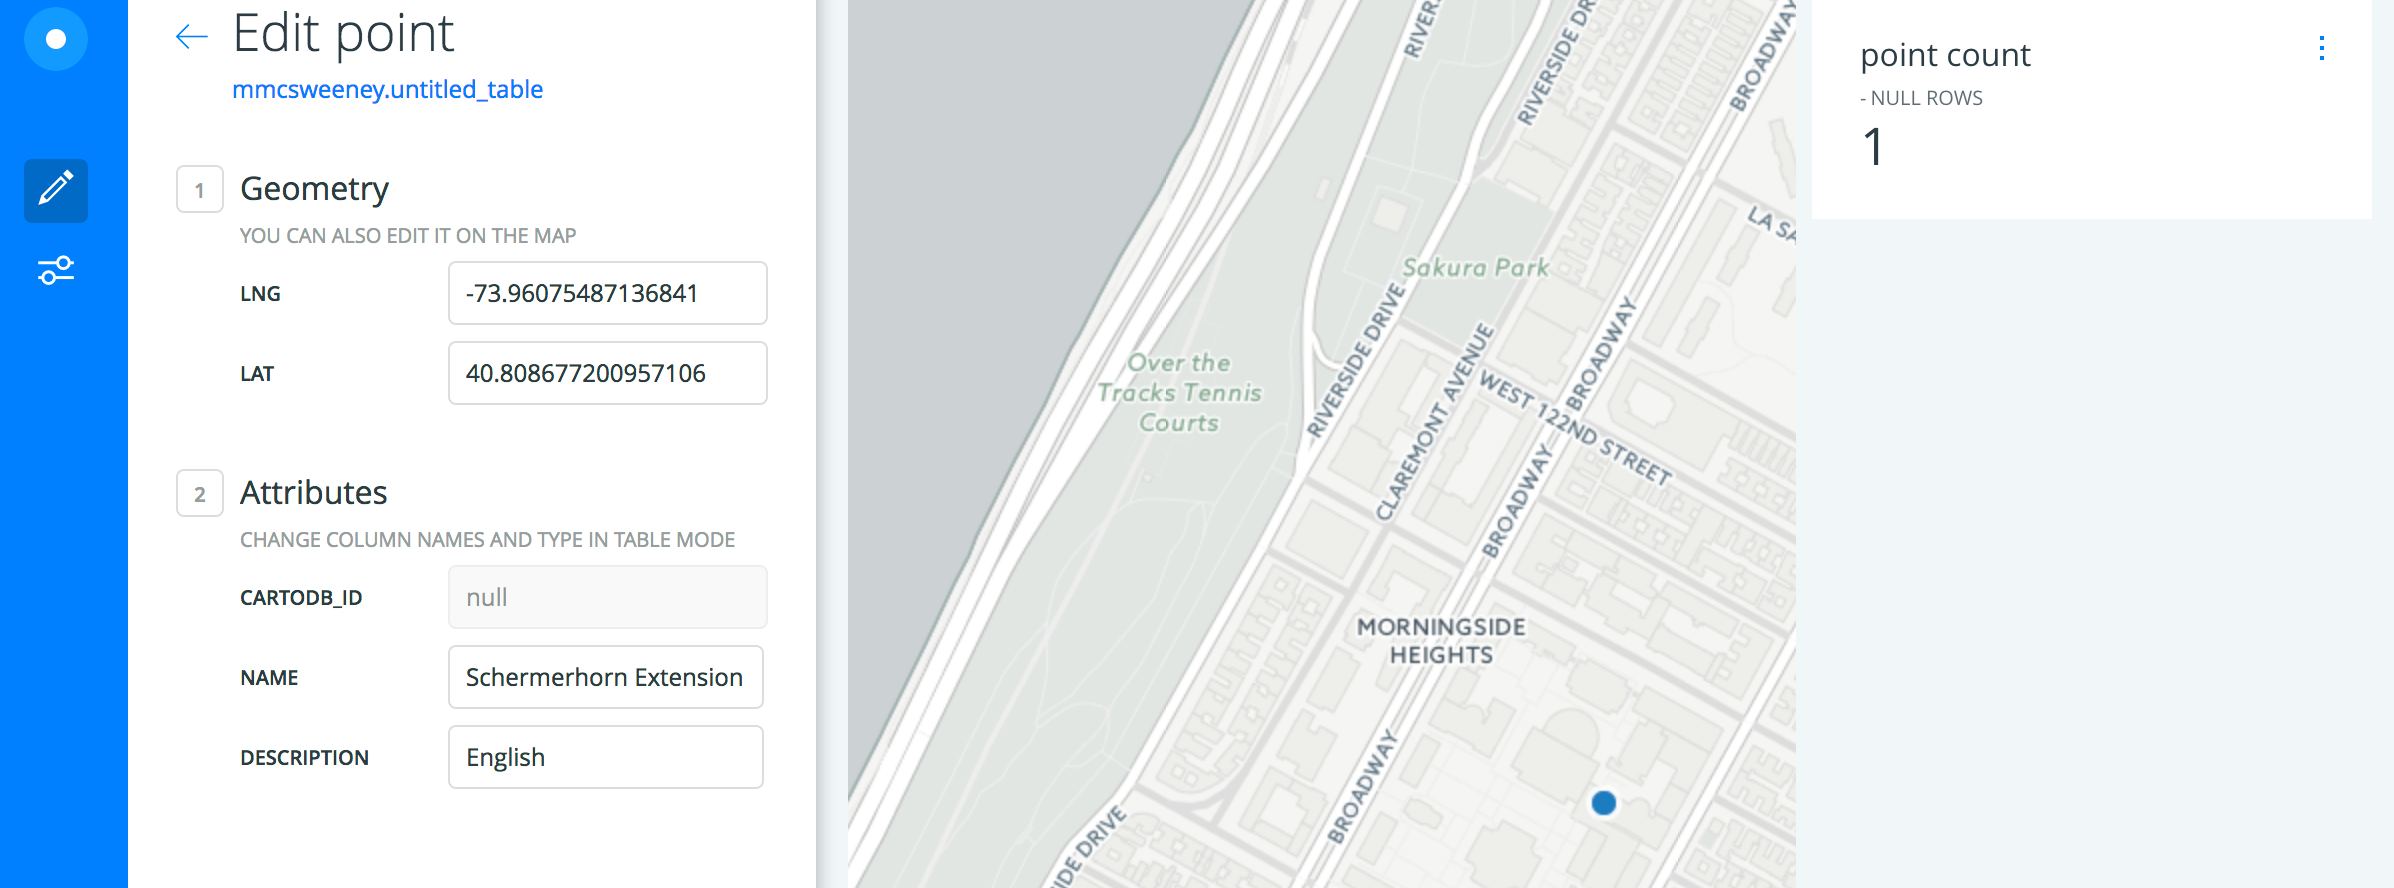 Edit point
mmcsweeney.untitled_table
1
Geometry
YOU CAN ALSO EDIT IT ON THE MAP
LNG
-73.96075487136841
LAT
40.808677200957106
2
Attributes
CHANGE COLUMN NAMES AND TYPE IN TABLE MODE
CARTODB_ID
null
NAME
Schermerhorn Extension
DESCRIPTION
English
RIVER
RIVERSIDE DR
BROADWAY
LA SA
Sakura Park
Over the
Tracks Tennis
Courts
RIVERSIDE DRIVE
CLAREMONT AVENUE
BROADWAY
WEST 122ND STREET
BROADWAY
MORNINGSIDE
HEIGHTS
BROADWAY
IDE DRIVE
point count
- NULL ROWS
1